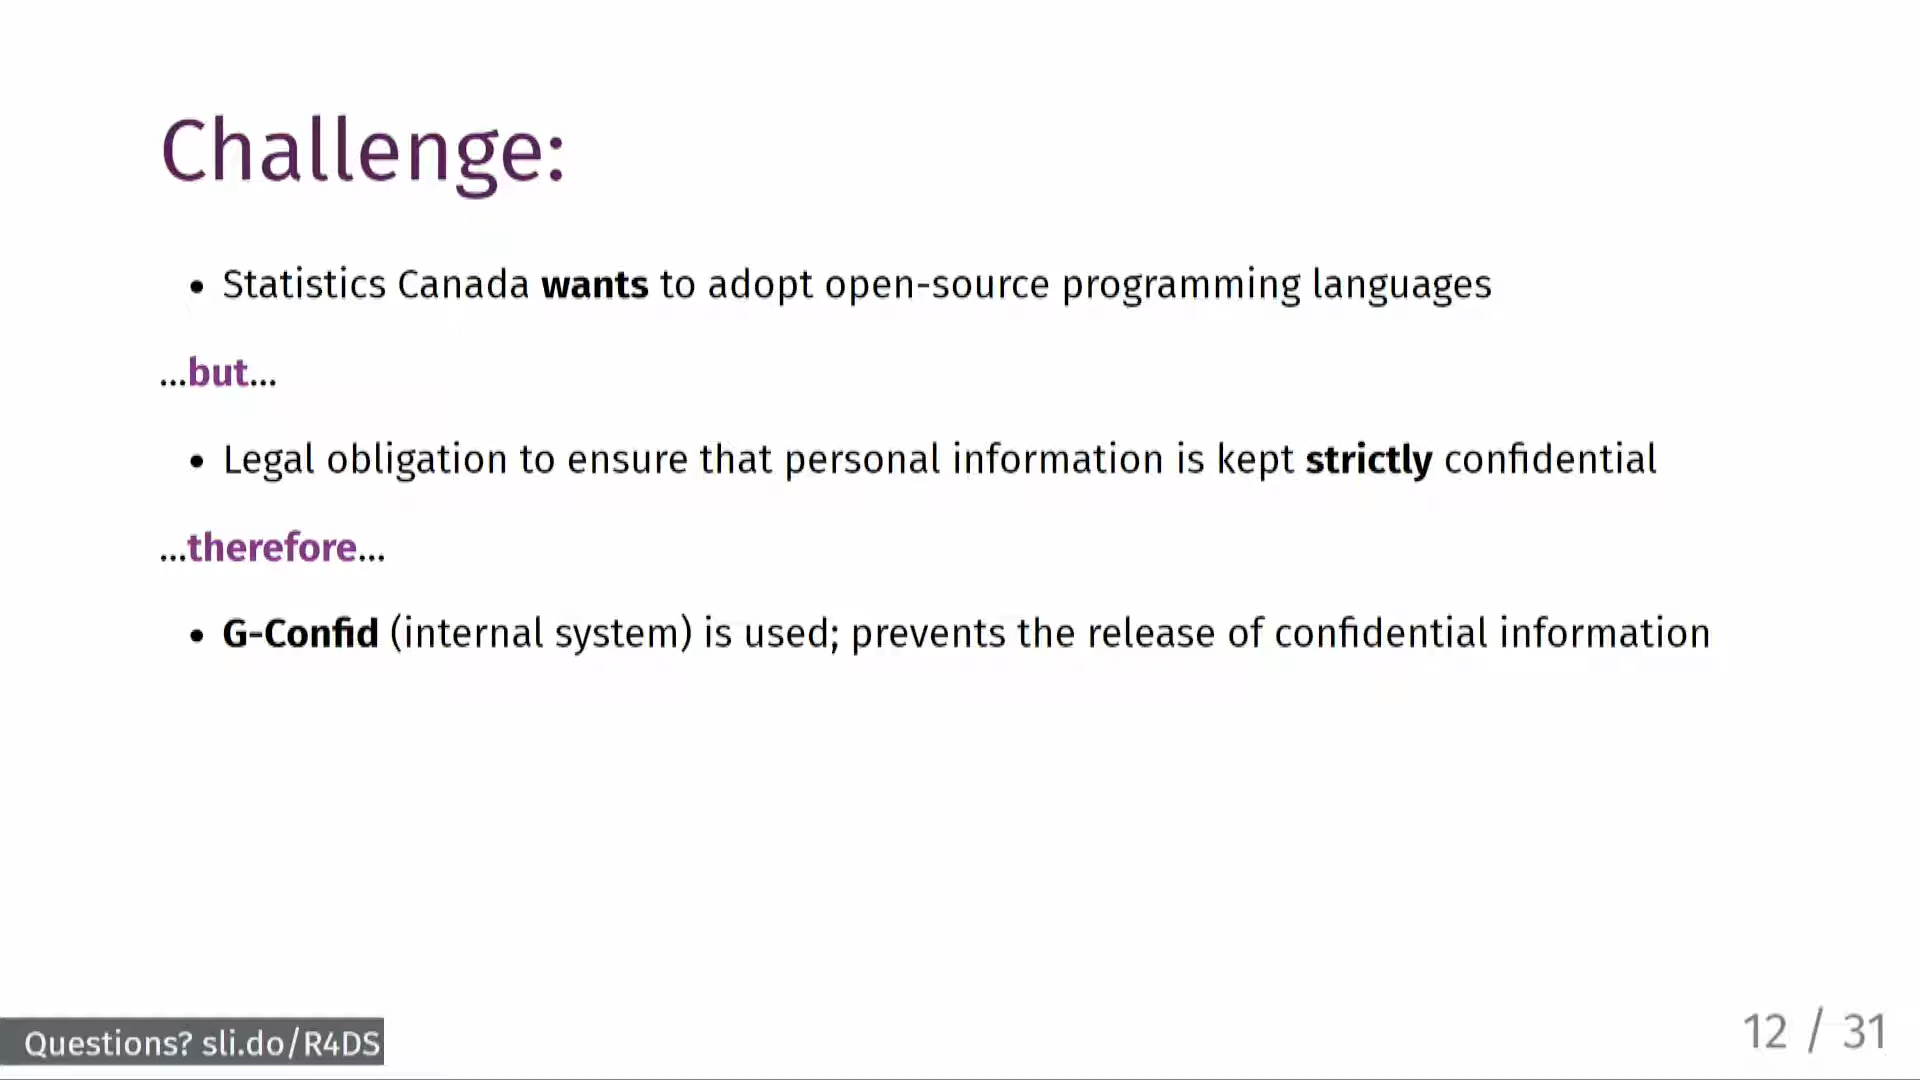 Challenge:
• Statistics Canada wants to adopt open-source programming languages
...but...
• Legal obligation to ensure that personal information is kept strictly confidential
...therefore...
• G-Confid (internal system) is used; prevents the release of confidential information
Questions? sli.do/R4DS
12 / 31